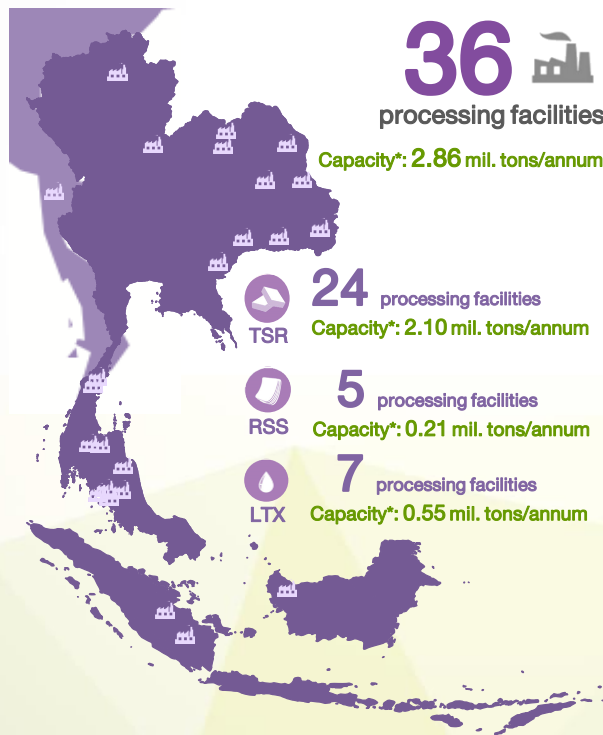 36
processing facilities
Capacity*: 2.86 mil. tons/annum
24 processing facilities
TSR
Capacity*: 2.10 mil. tons/annum
5 processing facilities
RSS
Capacity*: 0.21 mil. tons/annum
7 processing facilities
LTX
Capacity*: 0.55 mil. tons/annum